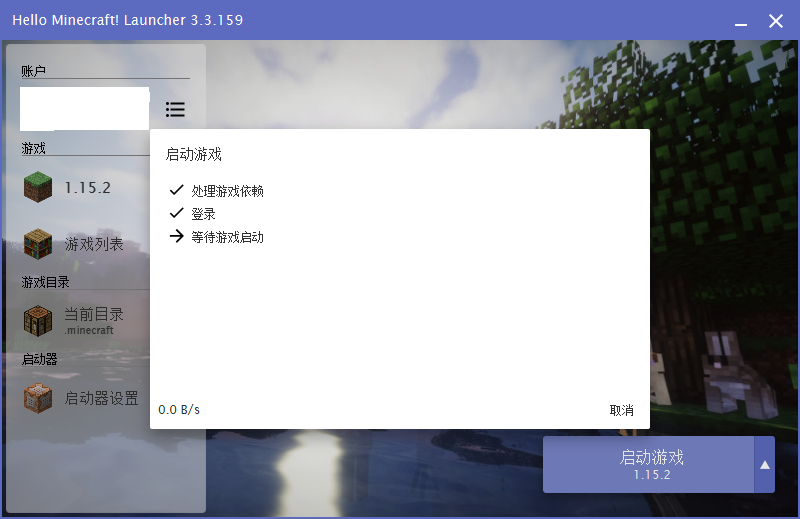 Hello Minecraft! Launcher 3.3.159
账户
游戏
1.15.2
游戏列表
游戏目录
当前目录
.minecraft
启动器
启动器设置
启动游戏
处理游戏依赖
登录
等待游戏启动
0.0 B/s
取消
启动游戏
1.15.2